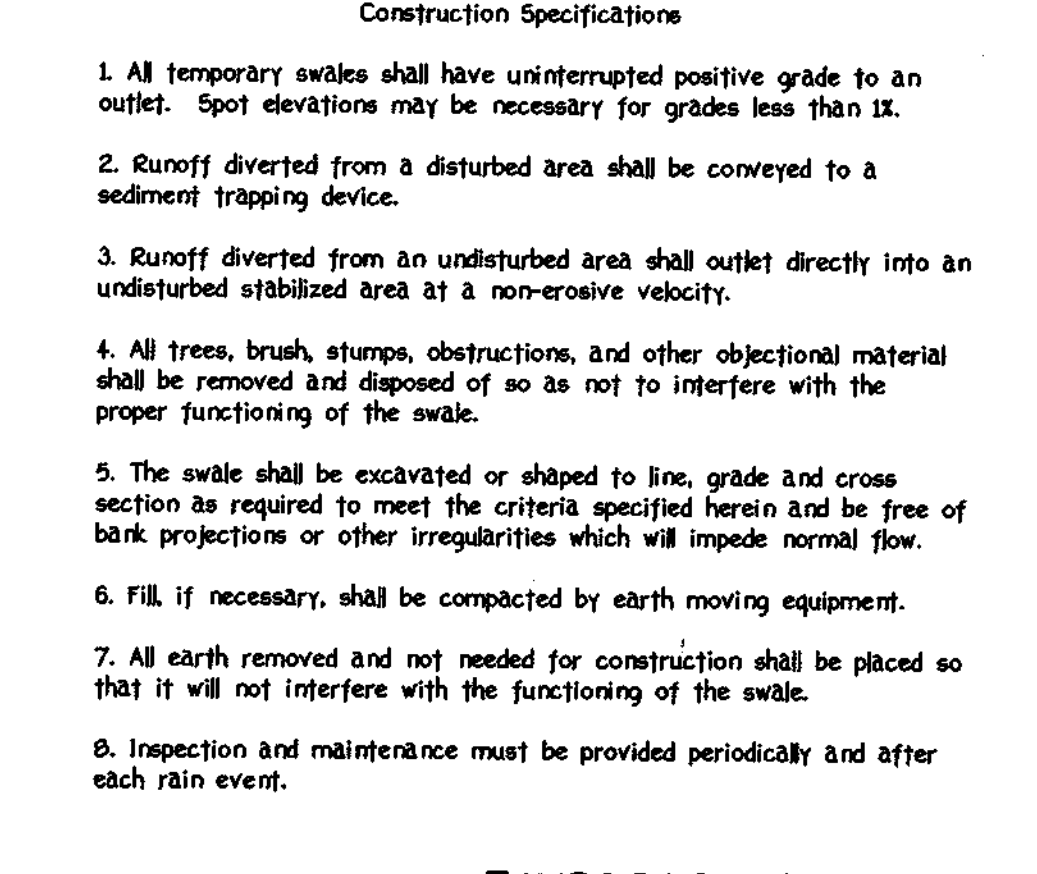 Construction Specifications
1. All temporary swales shall have uninterrupted positive grade to an
outlet. Spot elevations may be necessary for grades less than 1%.
2. Runoff diverted from a disturbed area shall be conveyed to a
sediment trapping device.
3. Runoff diverted from an undisturbed area shall outlet directly into an
undisturbed stabilized area at a non-erosive velocity.
4. All trees, brush, stumps, obstructions, and other objectional material
shall be removed and disposed of so as not to interfere with the
proper functioning of the swale.
5. The swale shall be excavated or shaped to line, grade and cross
section as required to meet the criteria specified herein and be free of
bank projections or other irregularities which will impede normal flow.
6. Fill, if necessary, shall be compacted by earth moving equipment.
7. All earth removed and not needed for construction shall be placed so
that it will not interfere with the functioning of the swale.
8. Inspection and maintenance must be provided periodically and after
each rain event.